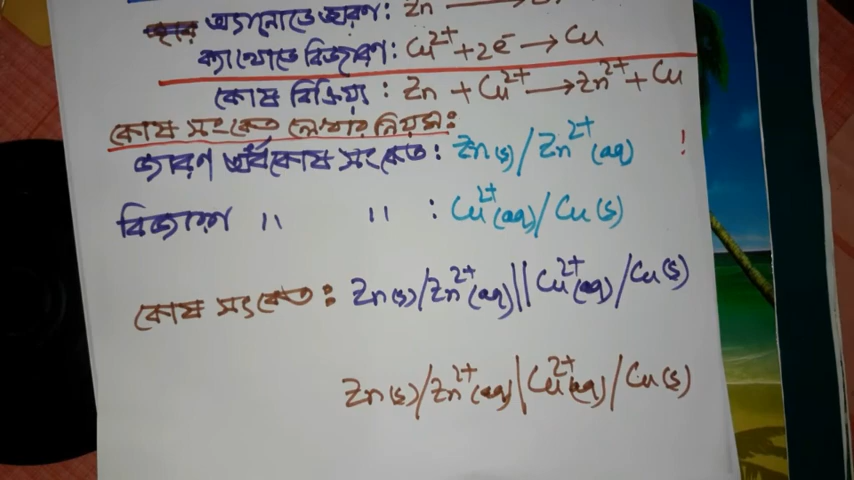 অ্যানোডে জারণ: Zn ⟶
ক্যাথোডে বিজারণ: Cu²⁺ + 2e⁻ ⟶ Cu
কোষ বিক্রিয়া : Zn + Cu²⁺ ⟶ Zn²⁺ + Cu
কোষ সংকেত লেখার নিয়ম:
জারণ অর্ধকোষ সংকেত: Zn(s)/Zn²⁺(aq) !
বিজারণ " " : Cu²⁺(aq)/Cu(s)
কোষ সংকেত: Zn(s)/Zn²⁺(aq)||Cu²⁺(aq)/Cu(s)
Zn(s)/Zn²⁺(aq)|Cu²⁺(aq)/Cu(s)